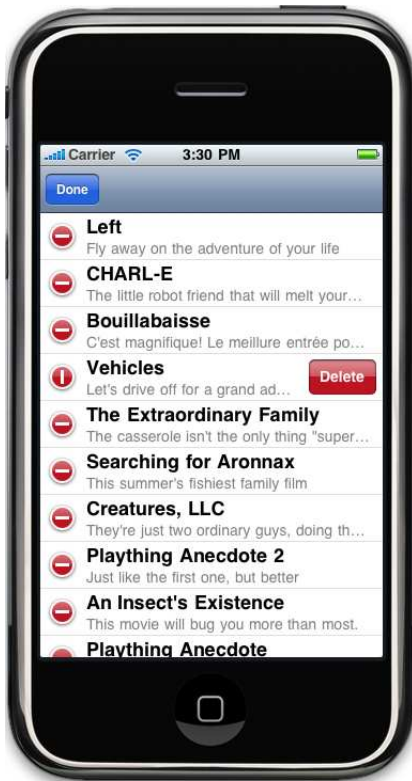 Carrier 3:30 PM
Done
Left
Fly away on the adventure of your life
CHARL-E
The little robot friend that will melt your...
Bouillabaisse
C'est magnifique! Le meillure entrée po...
Vehicles
Let's drive off for a grand ad...
Delete
The Extraordinary Family
The casserole isn't the only thing "super...
Searching for Aronnax
This summer's fishiest family film
Creatures, LLC
They're just two ordinary guys, doing th...
Plaything Anecdote 2
Just like the first one, but better
An Insect's Existence
This movie will bug you more than most.
Plaything Anecdote